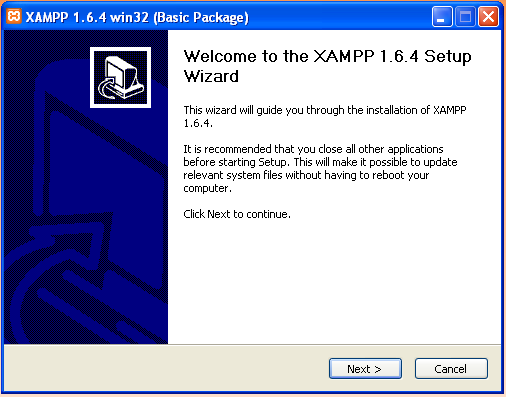 XAMPP 1.6.4 win32 (Basic Package)
Welcome to the XAMPP 1.6.4 Setup
Wizard
This wizard will guide you through the installation of XAMPP
1.6.4.
It is recommended that you close all other applications
before starting Setup. This will make it possible to update
relevant system files without having to reboot your
computer.
Click Next to continue.
Next >
Cancel